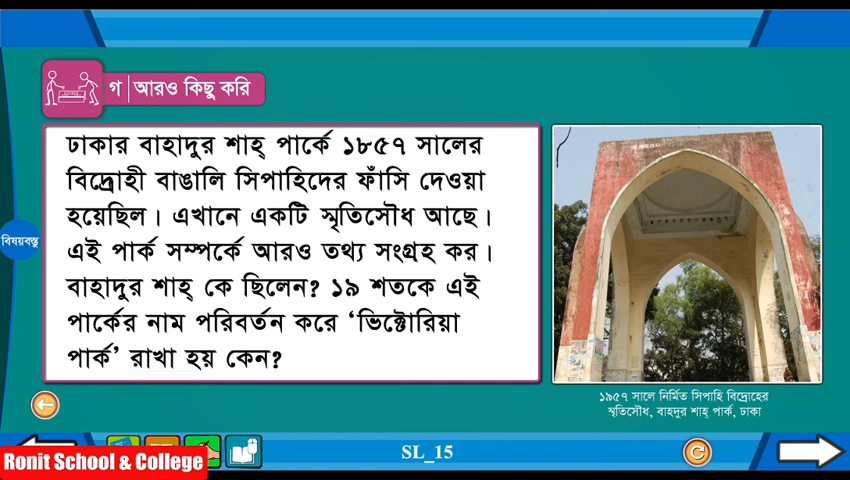 গ আরও কিছু করি
ঢাকার বাহাদুর শাহ্ পার্কে ১৮৫৭ সালের
বিদ্রোহী বাঙালি সিপাহিদের ফাঁসি দেওয়া
হয়েছিল। এখানে একটি স্মৃতিসৌধ আছে।
এই পার্ক সম্পর্কে আরও তথ্য সংগ্রহ কর।
বাহাদুর শাহ্ কে ছিলেন? ১৯ শতকে এই
পার্কের নাম পরিবর্তন করে ‘ভিক্টোরিয়া
পার্ক’ রাখা হয় কেন?
বিষয়বস্তু
১৯৫৭ সালে নির্মিত সিপাহি বিদ্রোহের
স্মৃতিসৌধ, বাহদুর শাহ্ পার্ক, ঢাকা
SL_15
Ronit School & College